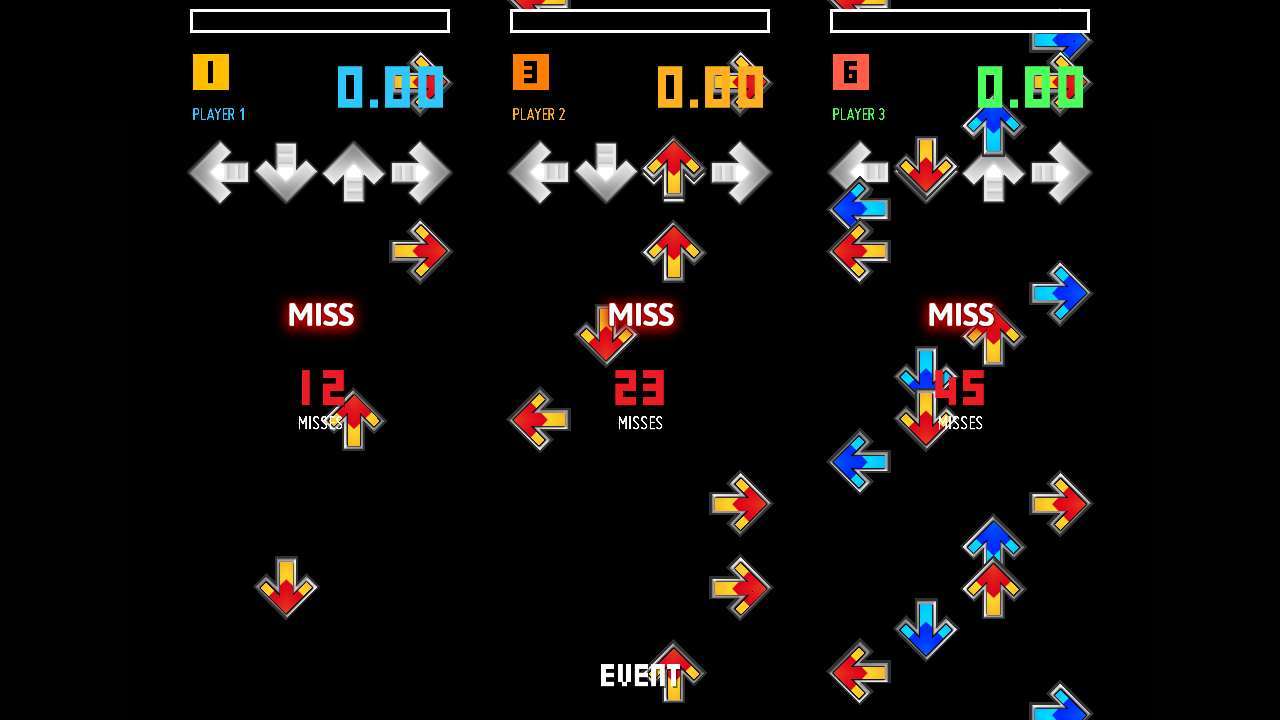 1 0.00 3 0.00 6 0.00
PLAYER 1 PLAYER 2 PLAYER 3
MISS MISS MISS
12 23 45
MISSES MISSES MISSES
EVENT